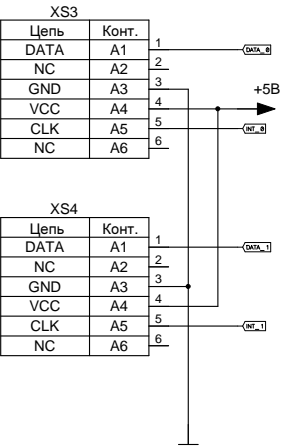 XS3
Цепь Конт.
DATA A1 1 DATA_0
NC A2 2
GND A3 3 +5В
VCC A4 4
CLK A5 5 INT_0
NC A6 6
XS4
Цепь Конт.
DATA A1 1 DATA_1
NC A2 2
GND A3 3
VCC A4 4
CLK A5 5 INT_1
NC A6 6